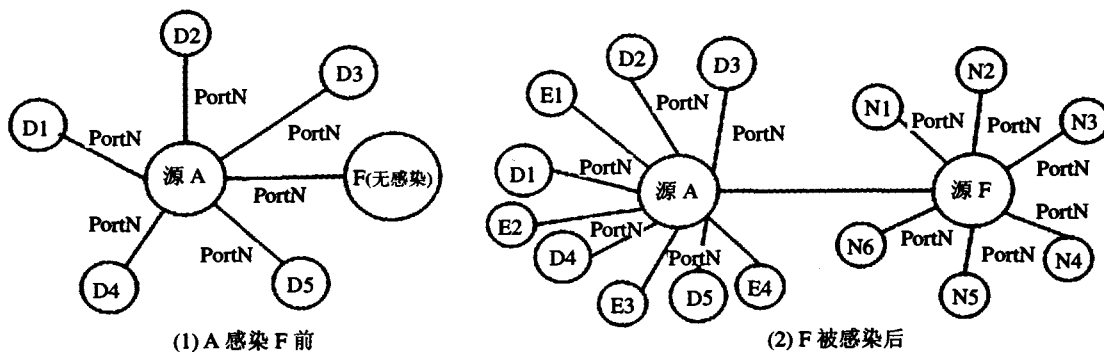 D2
D3
D1
PortN
PortN
PortN
源 A
PortN
F(无感染)
PortN
PortN
D4
D5
(1) A 感染 F 前
D2
D3
E1
PortN
PortN
D1
PortN
源 A
E2
D4
PortN
PortN
E3
D5
E4
N2
N1
PortN
PortN
N3
PortN
源 F
PortN
N6
PortN
PortN
N4
N5
(2) F 被感染后